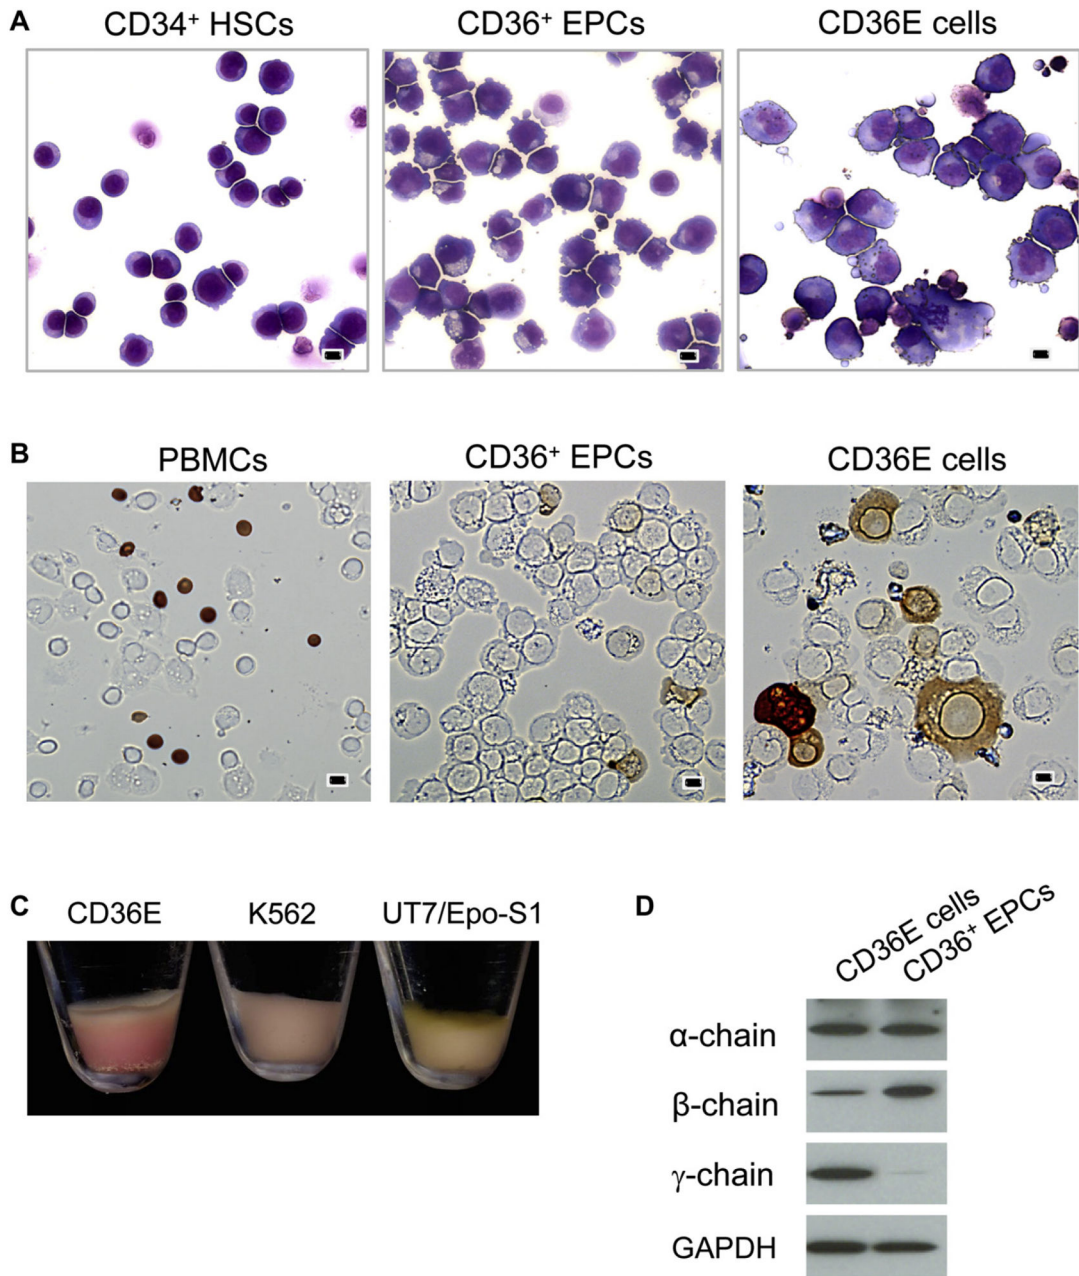 A
CD34⁺ HSCs
CD36⁺ EPCs
CD36E cells
B
PBMCs
CD36⁺ EPCs
CD36E cells
C
CD36E
K562
UT7/Epo-S1
D
CD36E cells
CD36⁺ EPCs
α-chain
β-chain
γ-chain
GAPDH